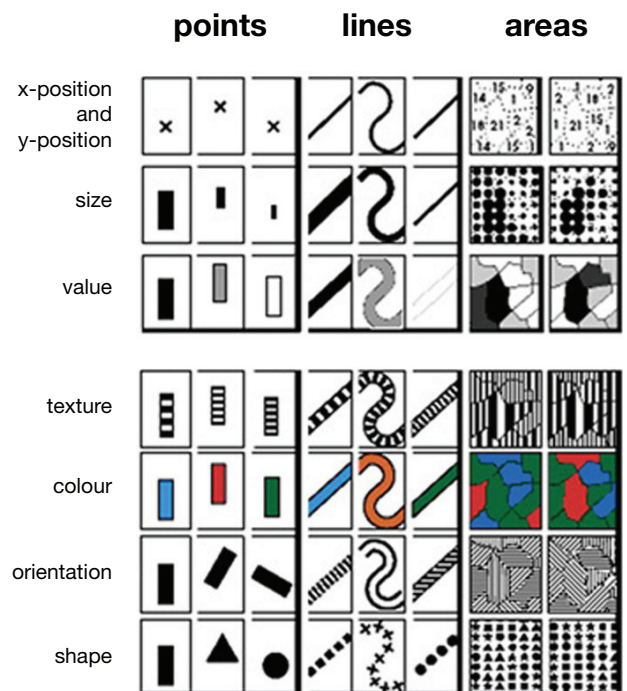 points lines areas
x-position
and
y-position
size
value
texture
colour
orientation
shape